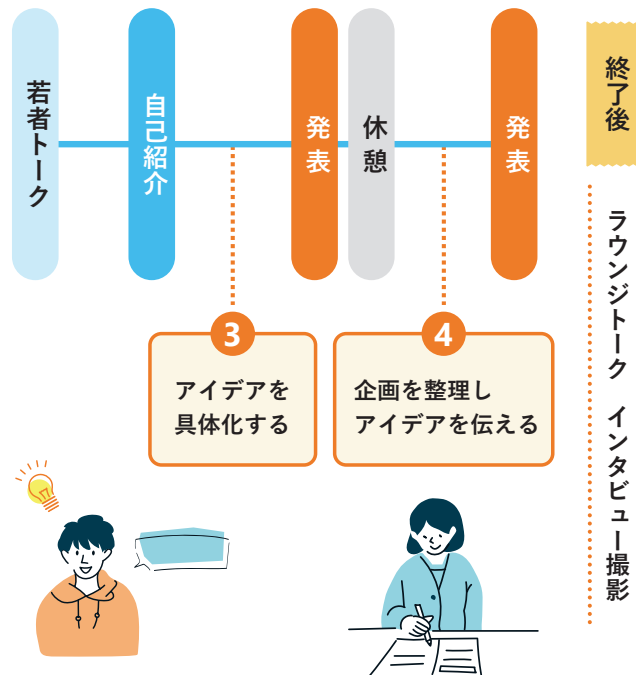 若者トーク
自己紹介
発表
休憩
発表
3
アイデアを
具体化する
4
企画を整理し
アイデアを伝える
終了後
ラウンジトーク　インタビュー撮影